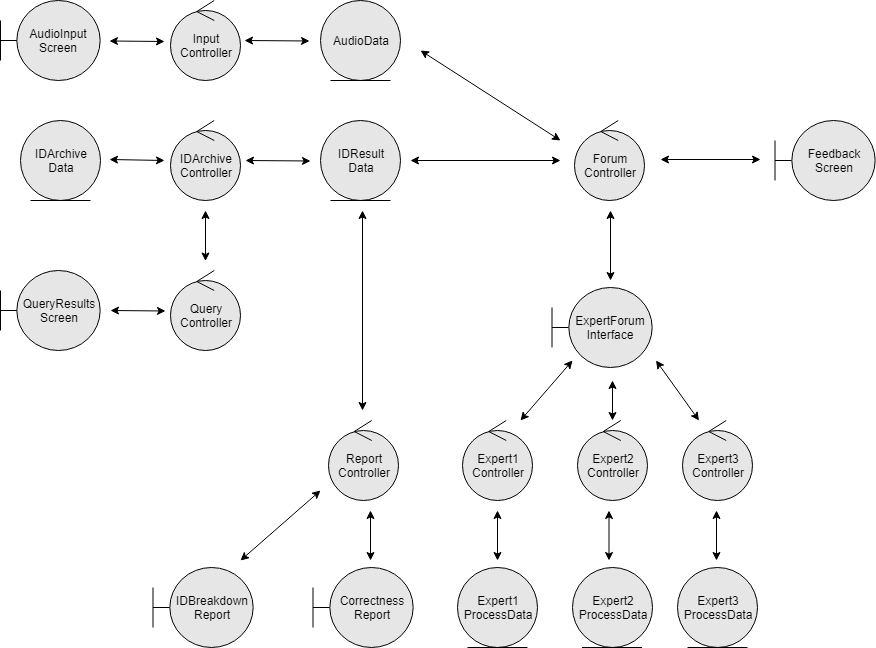 AudioInput
Screen
Input
Controller
AudioData
IDArchive
Data
IDArchive
Controller
IDResult
Data
Forum
Controller
Feedback
Screen
QueryResults
Screen
Query
Controller
ExpertForum
Interface
Report
Controller
Expert1
Controller
Expert2
Controller
Expert3
Controller
IDBreakdown
Report
Correctness
Report
Expert1
ProcessData
Expert2
ProcessData
Expert3
ProcessData